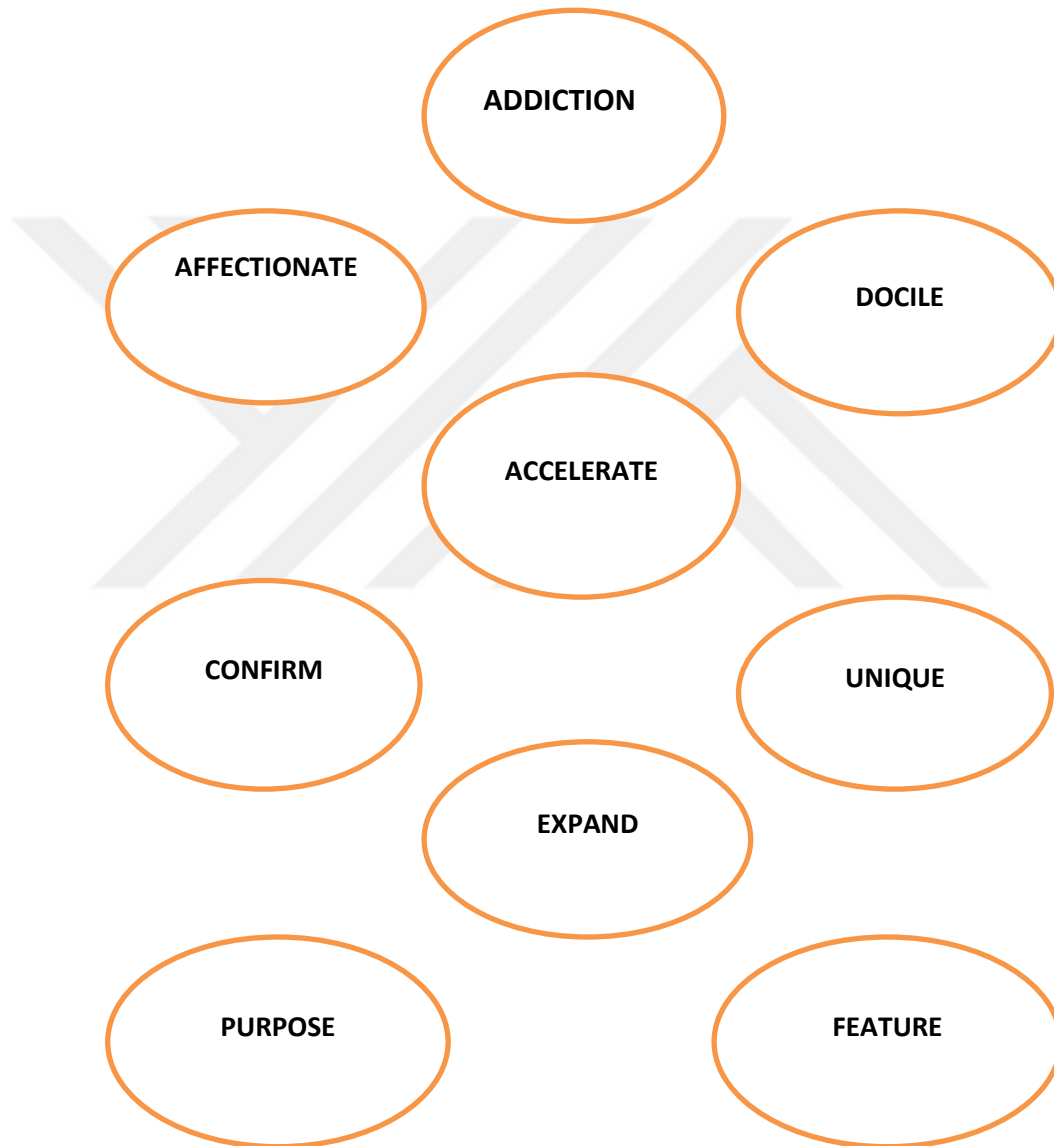 ADDICTION
AFFECTIONATE
DOCILE
ACCELERATE
CONFIRM
UNIQUE
EXPAND
PURPOSE
FEATURE